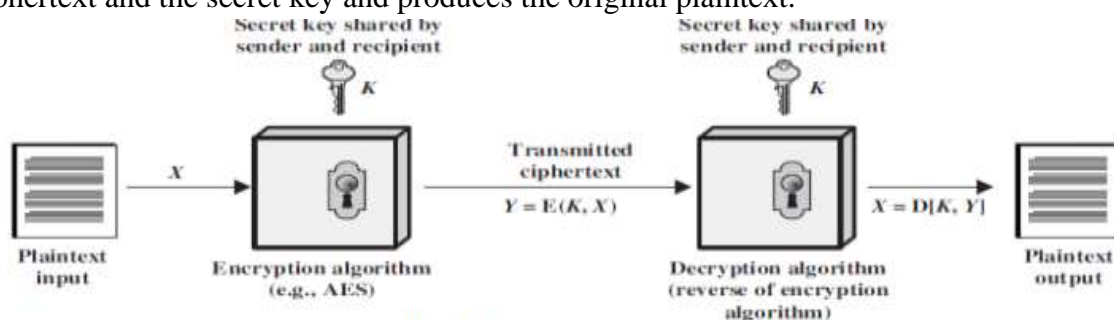 phertext and the secret key and produces the original plaintext.
Secret key shared by
sender and recipient
K
Secret key shared by
sender and recipient
K
X
Transmitted
ciphertext
Y = E(K, X)
X = D[K, Y]
Plaintext
input
Encryption algorithm
(e.g., AES)
Decryption algorithm
(reverse of encryption
algorithm)
Plaintext
output